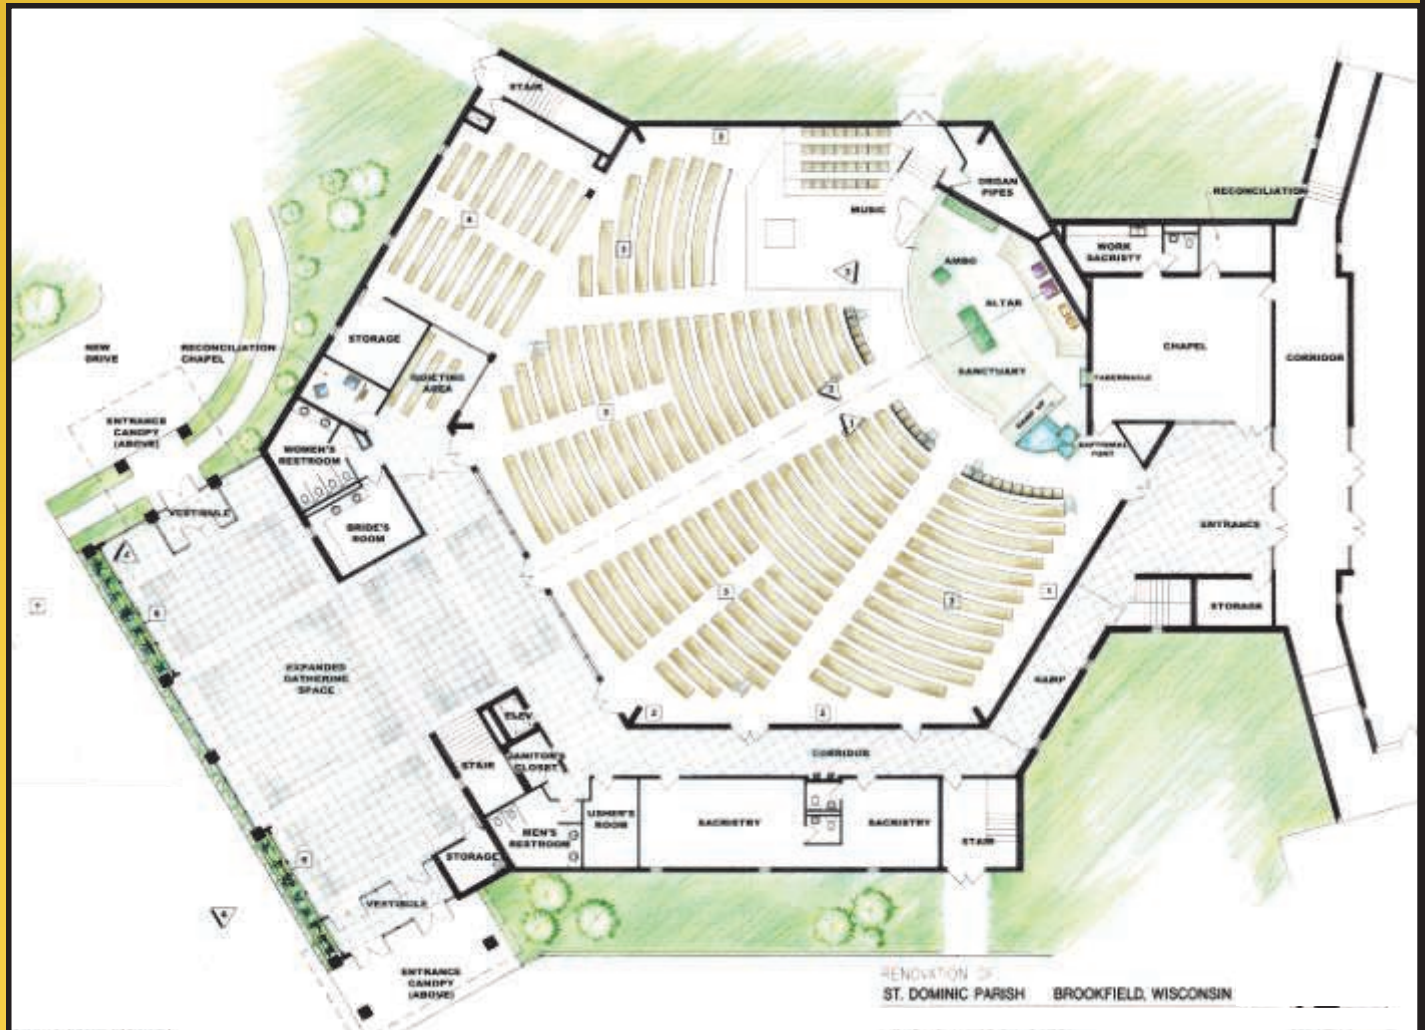 STAIR
ORGAN
PIPES
RECONCILIATION
MUSIC
WORK
SACRISTY
AMBO
ALTAR
STORAGE
NEW
DRIVE
RECONCILIATION
CHAPEL
CHAPEL
CORRIDOR
QUIETING
AREA
SANCTUARY
TABERNACLE
ENTRANCE
CANOPY
(ABOVE)
WOMEN'S
RESTROOM
BAPTISMAL
FONT
VESTIBULE
BRIDE'S
ROOM
ENTRANCE
STORAGE
EXPANDED
GATHERING
SPACE
RAMP
ELEV
STAIR
JANITOR'S
CLOSET
CORRIDOR
USHER'S
ROOM
SACRISTRY
SACRISTRY
MEN'S
RESTROOM
STAIR
STORAGE
VESTIBULE
ENTRANCE
CANOPY
(ABOVE)
RENOVATION OF
ST. DOMINIC PARISH BROOKFIELD, WISCONSIN